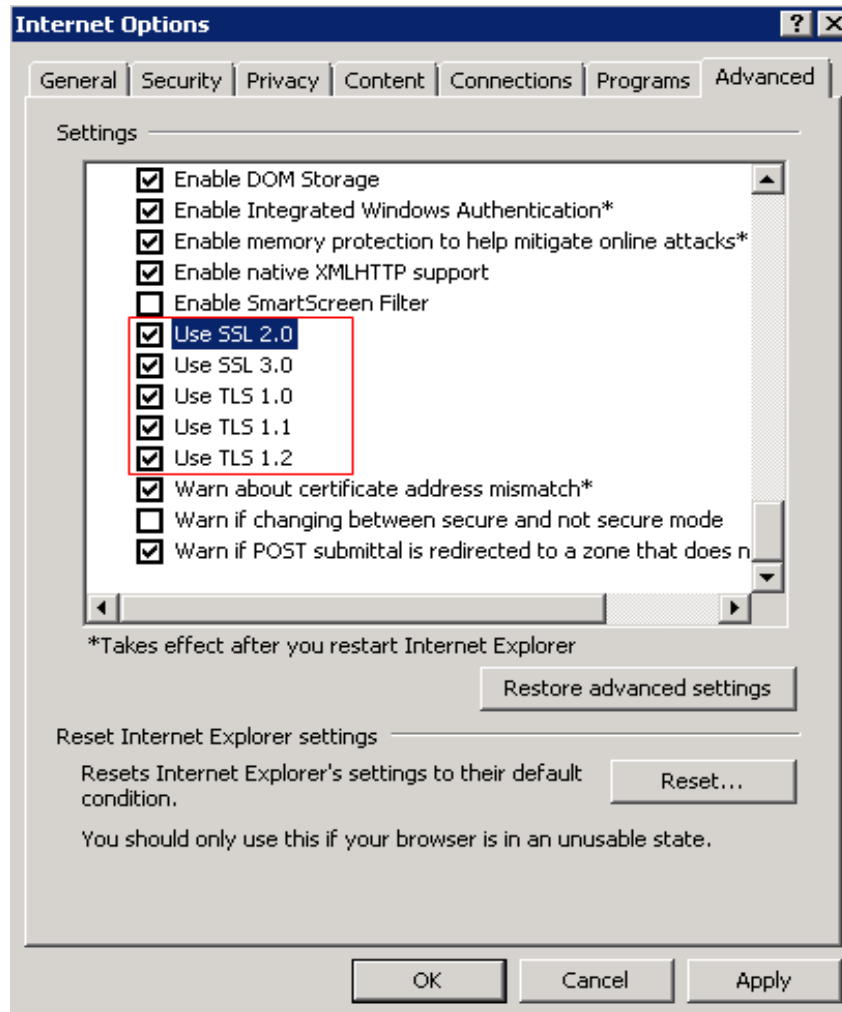 Internet Options
General Security Privacy Content Connections Programs Advanced
Settings
Enable DOM Storage
Enable Integrated Windows Authentication*
Enable memory protection to help mitigate online attacks*
Enable native XMLHTTP support
Enable SmartScreen Filter
Use SSL 2.0
Use SSL 3.0
Use TLS 1.0
Use TLS 1.1
Use TLS 1.2
Warn about certificate address mismatch*
Warn if changing between secure and not secure mode
Warn if POST submittal is redirected to a zone that does n
*Takes effect after you restart Internet Explorer
Restore advanced settings
Reset Internet Explorer settings
Resets Internet Explorer's settings to their default
condition.
Reset...
You should only use this if your browser is in an unusable state.
OK Cancel Apply